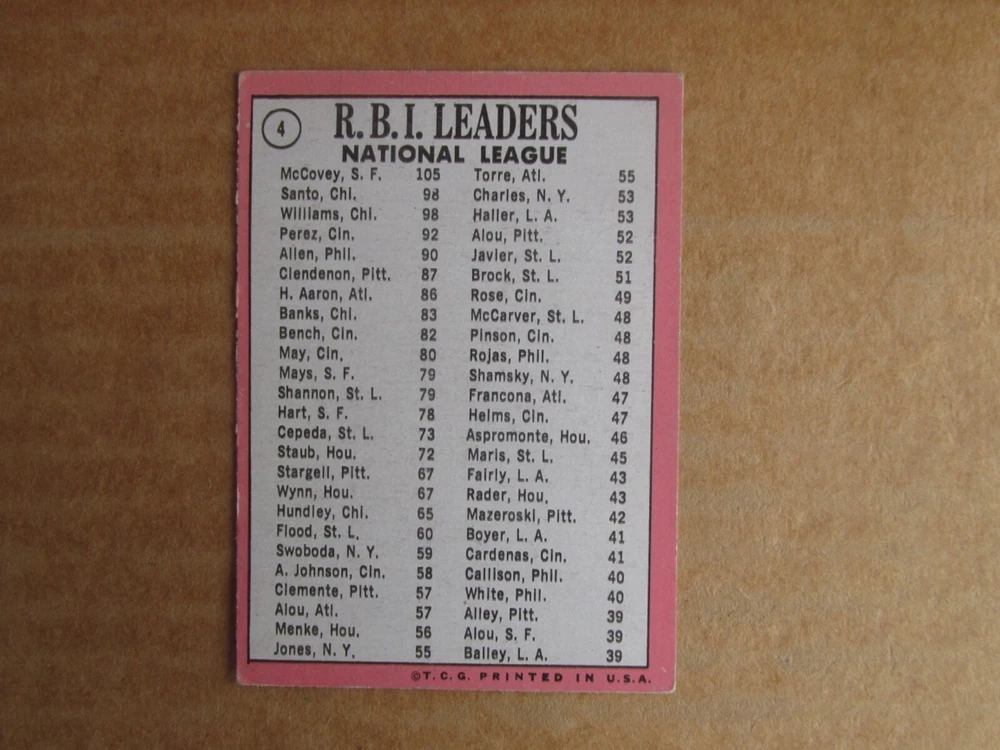 4
R.B.I. LEADERS
NATIONAL LEAGUE
McCovey, S. F. 105
Santo, Chi. 98
Williams, Chi. 98
Perez, Cin. 92
Allen, Phil. 90
Clendenon, Pitt. 87
H. Aaron, Atl. 86
Banks, Chi. 83
Bench, Cin. 82
May, Cin. 80
Mays, S. F. 79
Shannon, St. L. 79
Hart, S. F. 78
Cepeda, St. L. 73
Staub, Hou. 72
Stargell, Pitt. 67
Wynn, Hou. 67
Hundley, Chi. 65
Flood, St. L. 60
Swoboda, N. Y. 59
A. Johnson, Cin. 58
Clemente, Pitt. 57
Alou, Atl. 57
Menke, Hou. 56
Jones, N. Y. 55
Torre, Atl. 55
Charles, N. Y. 53
Haller, L. A. 53
Alou, Pitt. 52
Javier, St. L. 52
Brock, St. L. 51
Rose, Cin. 49
McCarver, St. L. 48
Pinson, Cin. 48
Rojas, Phil. 48
Shamsky, N. Y. 48
Francona, Atl. 47
Helms, Cin. 47
Aspromonte, Hou. 46
Maris, St. L. 45
Fairly, L. A. 43
Rader, Hou. 43
Mazeroski, Pitt. 42
Boyer, L. A. 41
Cardenas, Cin. 41
Callison, Phil. 40
White, Phil. 40
Alley, Pitt. 39
Alou, S. F. 39
Bailey, L. A. 39
©T.C.G. PRINTED IN U.S.A.